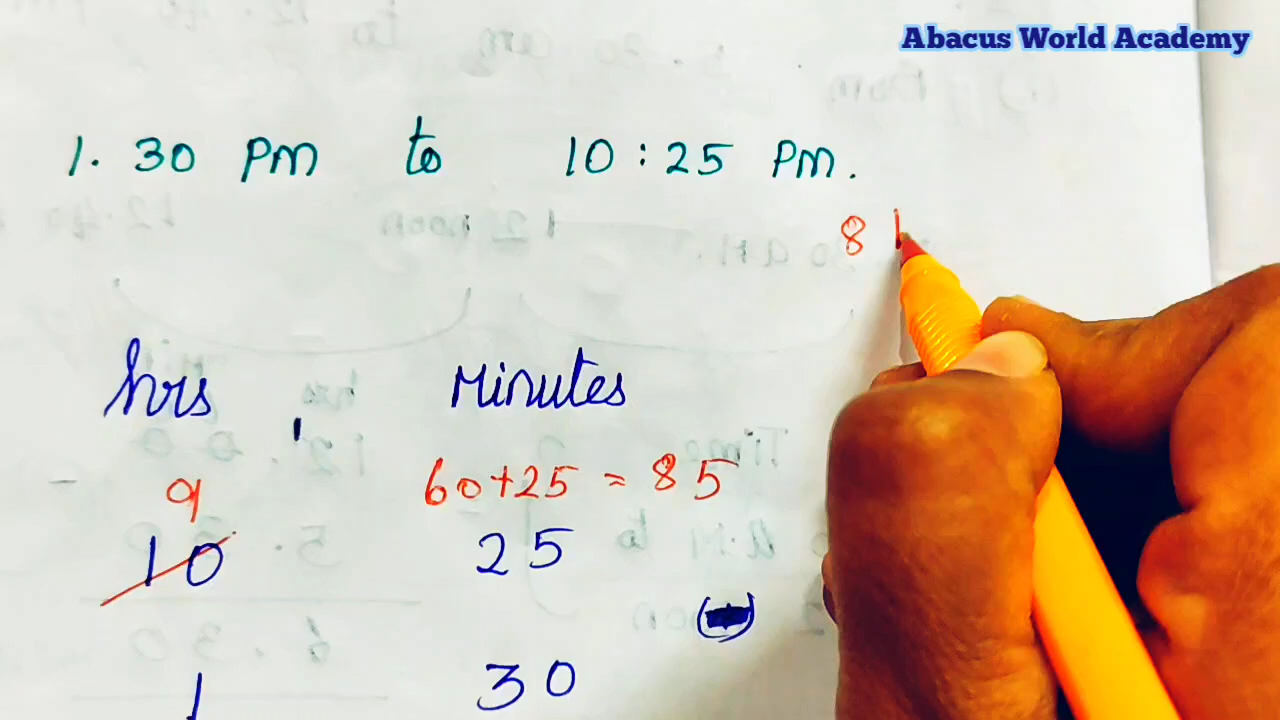 Abacus World Academy
1. 30 Pm to 10 : 25 Pm.
8
hrs Minutes
9 60+25 = 85
10 25
(-)
1 30